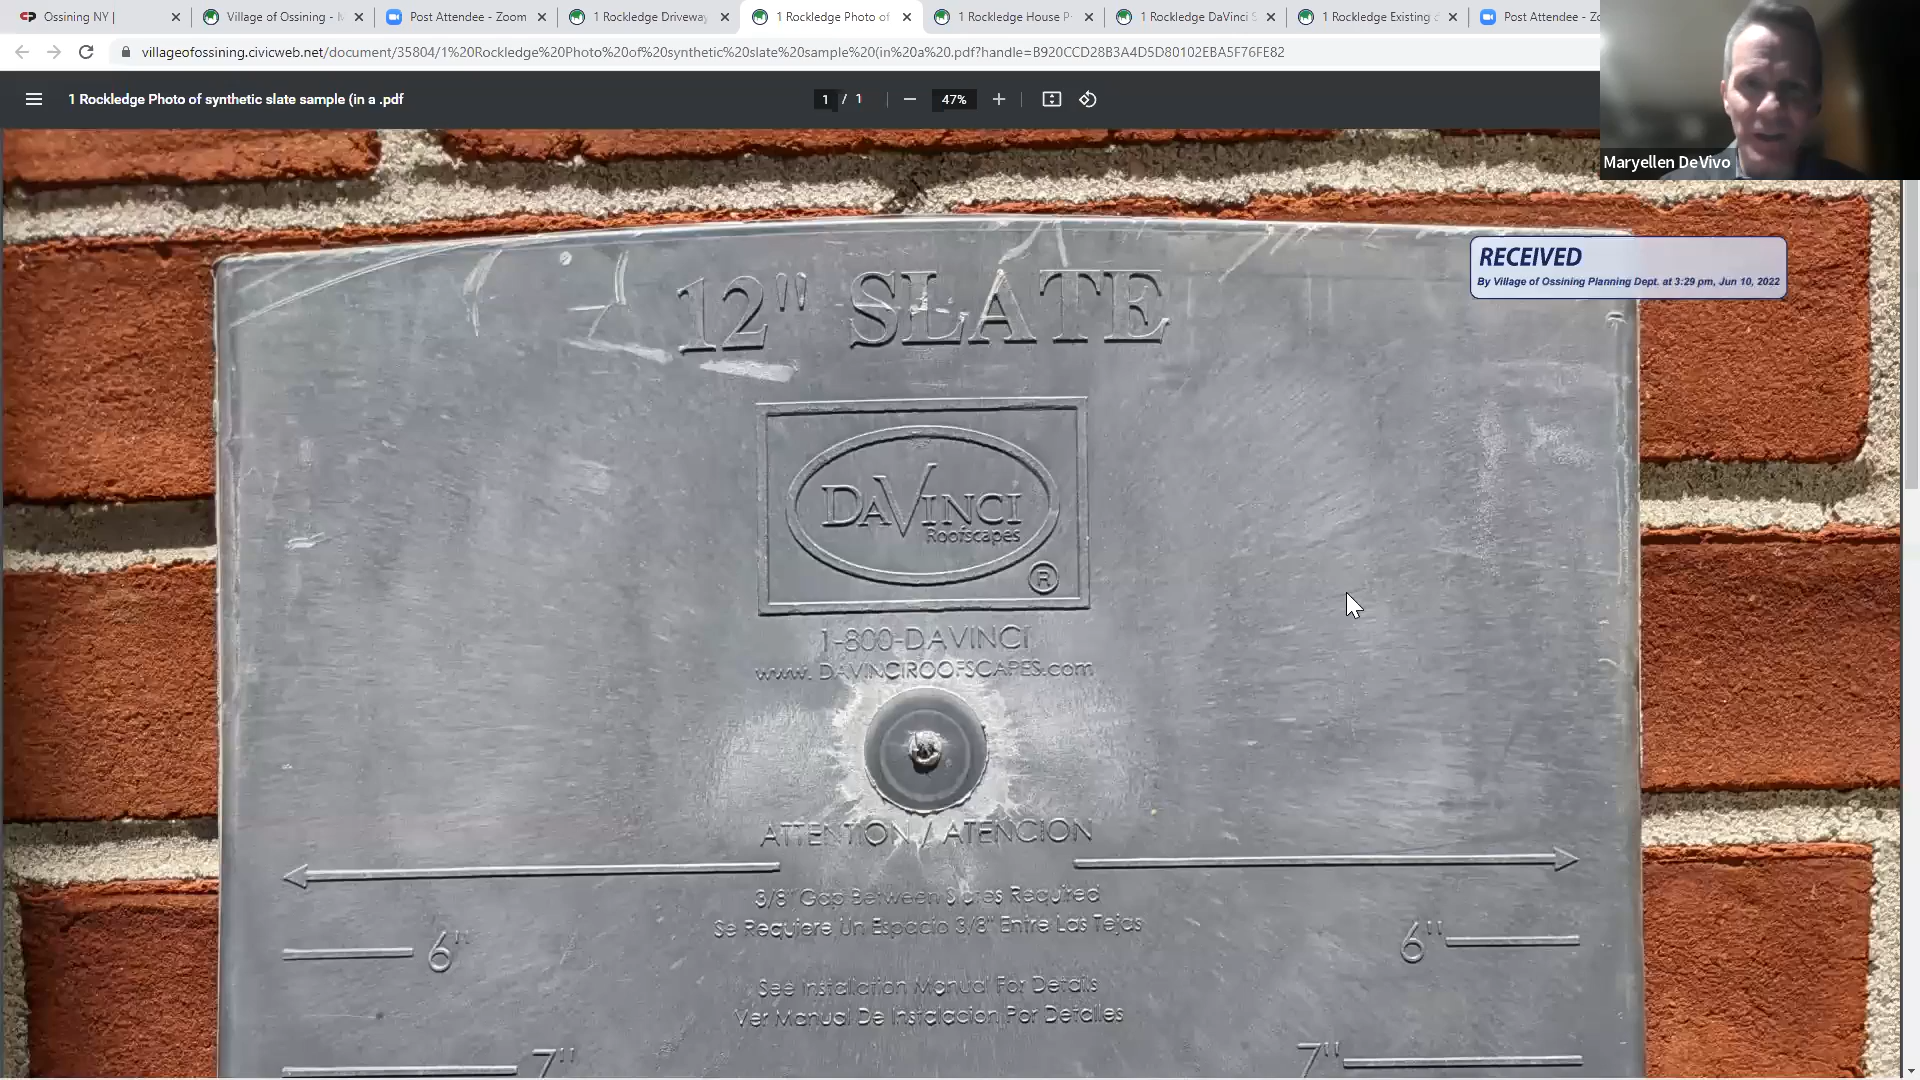 Ossining NY |
Village of Ossining -
Post Attendee - Zoom
1 Rockledge Driveway
1 Rockledge Photo of
1 Rockledge House P
1 Rockledge DaVinci S
1 Rockledge Existing
Post Attendee - Zo
villageofossining.civicweb.net/document/35804/1%20Rockledge%20Photo%20of%20synthetic%20slate%20sample%20(in%20a%20.pdf?handle=B920CCD28B3A4D5D80102EBA5F76FE82
1 Rockledge Photo of synthetic slate sample (in a .pdf
1 / 1
47%
Maryellen DeVivo
RECEIVED
By Village of Ossining Planning Dept. at 3:29 pm, Jun 10, 2022
12" SLATE
DAVINCI
Roofscapes
®
1-800-DAVINCI
www. DAVINCIROOFSCAPES.com
ATTENTION / ATENCION
3/8" Gap Between Slates Required
Se Requiere Un Espacio 3/8" Entre Las Tejas
6" 6"
See Installation Manual For Details
Ver Manual De Instalacion Por Detalles
7" 7"